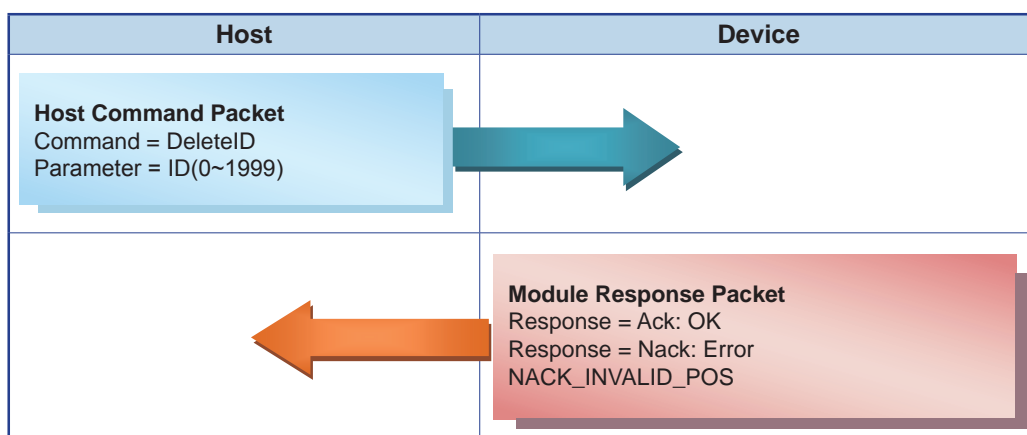 Host
Device
Host Command Packet
Command = DeleteID
Parameter = ID(0~1999)
Module Response Packet
Response = Ack: OK
Response = Nack: Error
NACK_INVALID_POS